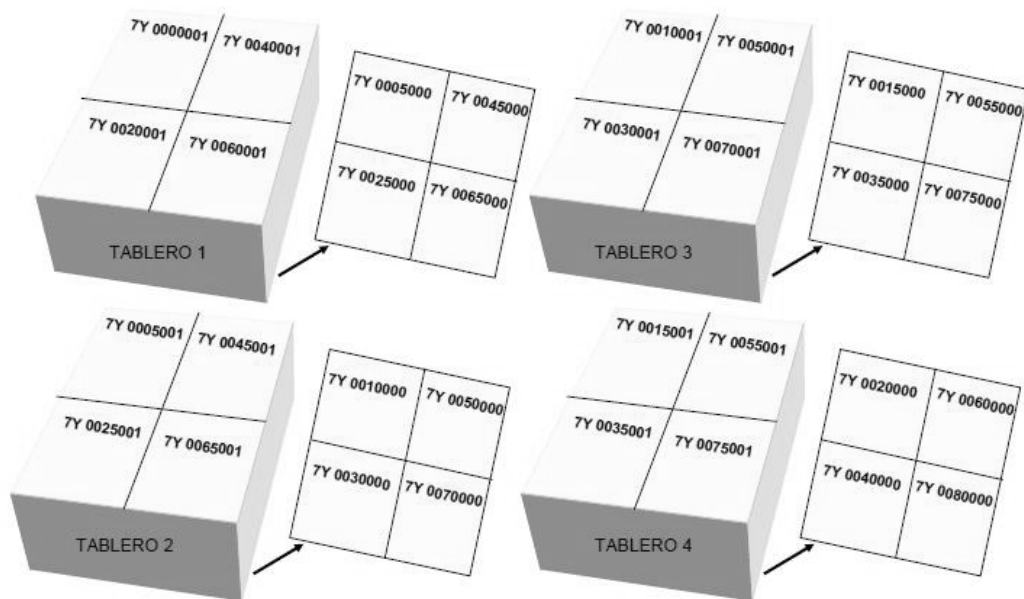 7Y 0000001
7Y 0040001
7Y 0020001
7Y 0060001
TABLERO 1
7Y 0005000
7Y 0045000
7Y 0025000
7Y 0065000
7Y 0010001
7Y 0050001
7Y 0030001
7Y 0070001
TABLERO 3
7Y 0015000
7Y 0055000
7Y 0035000
7Y 0075000
7Y 0005001
7Y 0045001
7Y 0025001
7Y 0065001
TABLERO 2
7Y 0010000
7Y 0050000
7Y 0030000
7Y 0070000
7Y 0015001
7Y 0055001
7Y 0035001
7Y 0075001
TABLERO 4
7Y 0020000
7Y 0060000
7Y 0040000
7Y 0080000